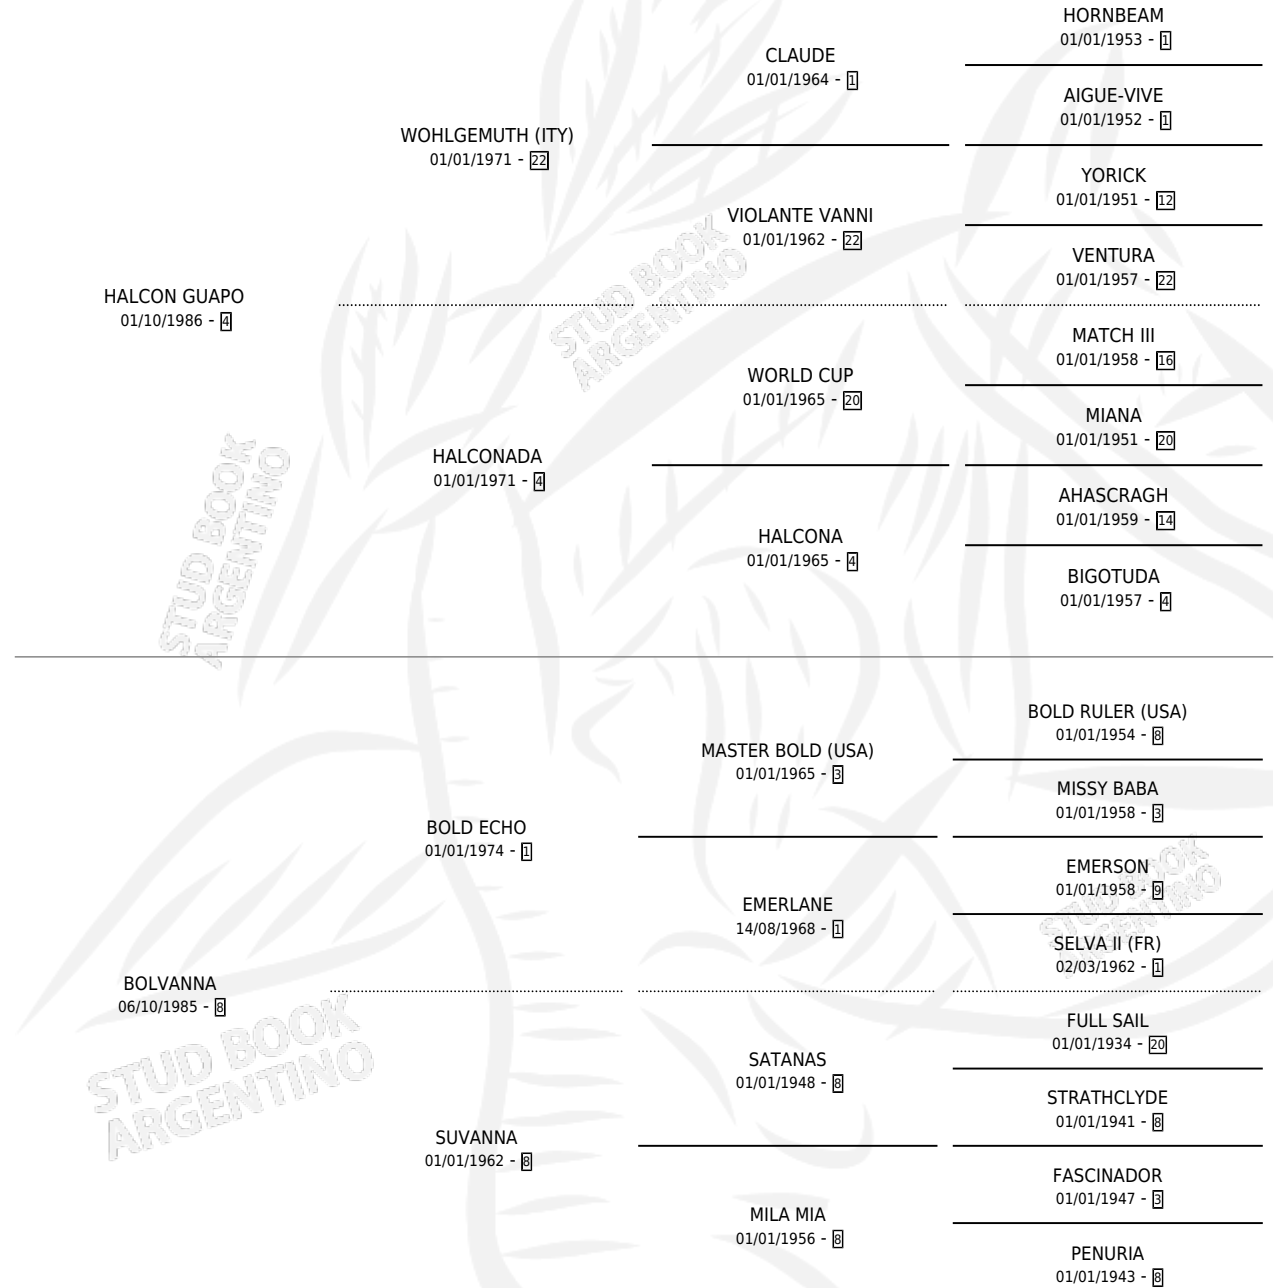 HORNBEAM
01/01/1953 - 1
CLAUDE
01/01/1964 - 1
AIGUE-VIVE
01/01/1952 - 1
WOHLGEMUTH (ITY)
01/01/1971 - 22
YORICK
01/01/1951 - 12
VIOLANTE VANNI
01/01/1962 - 22
VENTURA
01/01/1957 - 22
HALCON GUAPO
01/10/1986 - 4
STUD BOOK
ARGENTINO
MATCH III
01/01/1958 - 16
WORLD CUP
01/01/1965 - 20
MIANA
01/01/1951 - 20
HALCONADA
01/01/1971 - 4
STUD BOOK
ARGENTINO
AHASCRAGH
01/01/1959 - 14
HALCONA
01/01/1965 - 4
BIGOTUDA
01/01/1957 - 4
BOLD RULER (USA)
01/01/1954 - 8
MASTER BOLD (USA)
01/01/1965 - 3
MISSY BABA
01/01/1958 - 3
BOLD ECHO
01/01/1974 - 1
EMERSON
01/01/1958 - 9
STUD BOOK
ARGENTINO
EMERLANE
14/08/1968 - 1
SELVA II (FR)
02/03/1962 - 1
BOLVANNA
06/10/1985 - 8
STUD BOOK
ARGENTINO
FULL SAIL
01/01/1934 - 20
SATANAS
01/01/1948 - 8
STRATHCLYDE
01/01/1941 - 8
SUVANNA
01/01/1962 - 8
FASCINADOR
01/01/1947 - 3
MILA MIA
01/01/1956 - 8
PENURIA
01/01/1943 - 8